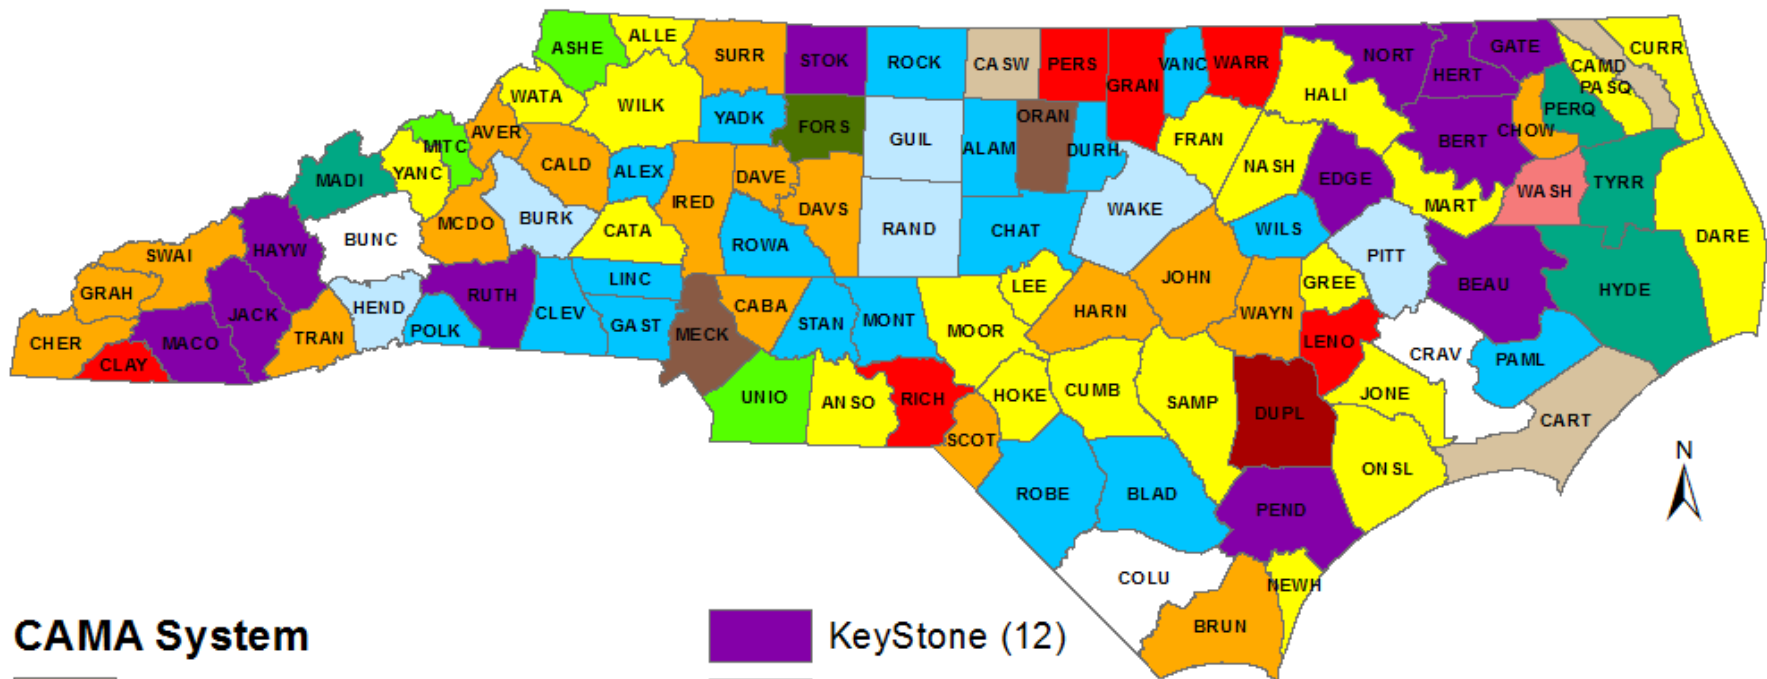 ASHE ALLE SURR STOK ROCK CASW PERS GRAN VANC WARR NORT HERT GATE CAMD PASQ CURR
WATA WILK YADK FORS GUIL ALAM ORAN DURH FRAN HALI NASH EDGE BERT CHOW PERQ
MADI YANC MITC AVER CALD ALEX IRED DAVE DAVS RAND CHAT WAKE WILS MART WASH TYRR DARE
SWAI HAYW BUNC MCDO BURK CATA ROWA LEE JOHN GREE PITT BEAU HYDE
GRAH JACK HEND RUTH LINC CABA STAN MONT MOOR HARN WAYN LENO CRAV PAML
CHER CLAY MACO TRAN POLK CLEV GAST MECK
UNIO ANSO RICH SCOT HOKE CUMB SAMP DUPL JONE CART
ROBE BLAD PEND ONSL
COLU BRUN NEWH
N
CAMA System
KeyStone (12)